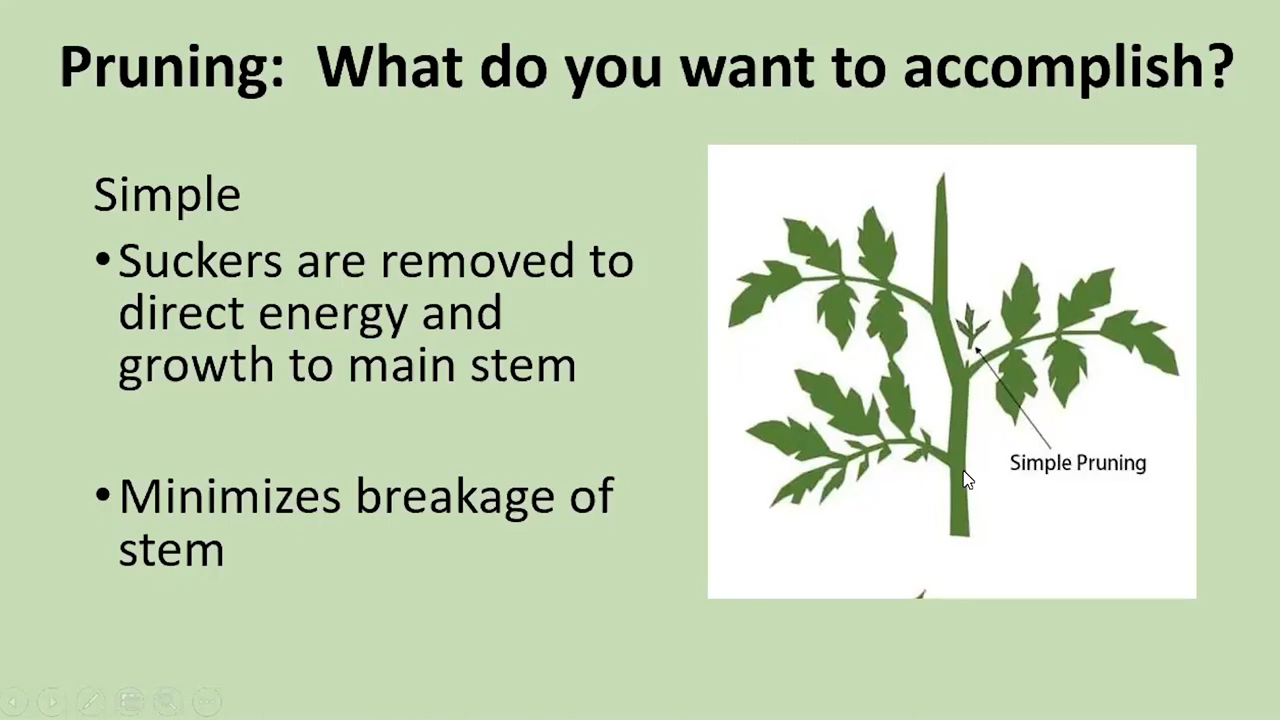 Pruning:  What do you want to accomplish?
Simple
•Suckers are removed to
direct energy and
growth to main stem
•Minimizes breakage of
stem
Simple Pruning